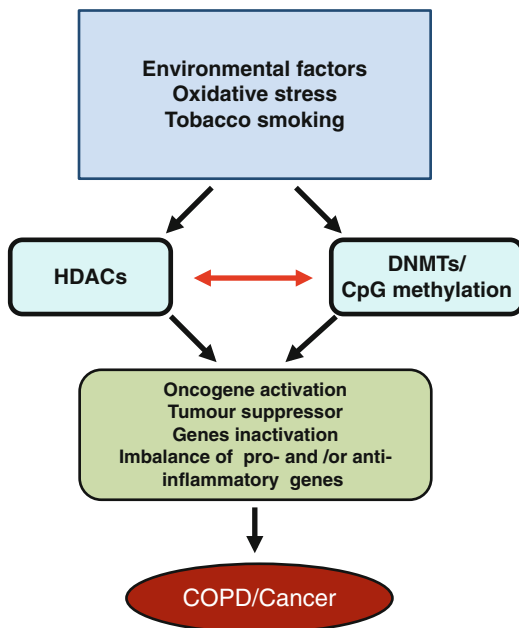 Environmental factors
Oxidative stress
Tobacco smoking
HDACs
DNMTs/
CpG methylation
Oncogene activation
Tumour suppressor
Genes inactivation
Imbalance of pro- and /or anti-
inflammatory genes
COPD/Cancer